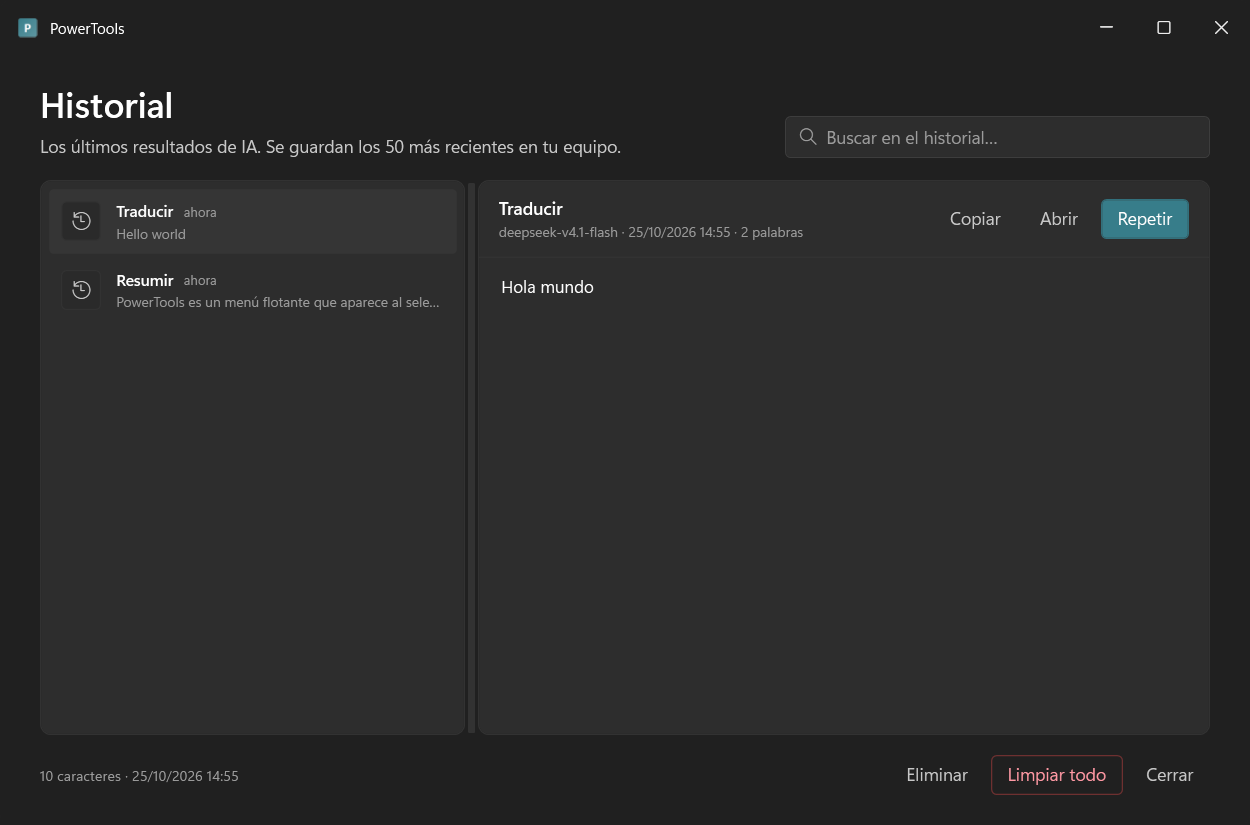 P PowerTools
Historial
Los últimos resultados de IA. Se guardan los 50 más recientes en tu equipo.
Buscar en el historial...
Traducir ahora
Hello world
Resumir ahora
PowerTools es un menú flotante que aparece al sele...
Traducir
deepseek-v4.1-flash · 25/10/2026 14:55 · 2 palabras
Copiar
Abrir
Repetir
Hola mundo
10 caracteres · 25/10/2026 14:55
Eliminar
Limpiar todo
Cerrar